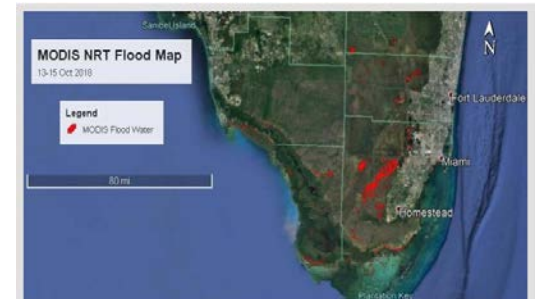 Sanibel Island
MODIS NRT Flood Map
13-15 Oct 2018
N
Legend
MODIS Flood Water
Fort Lauderdale
Miami
80 mi
Homestead
Plantation Key